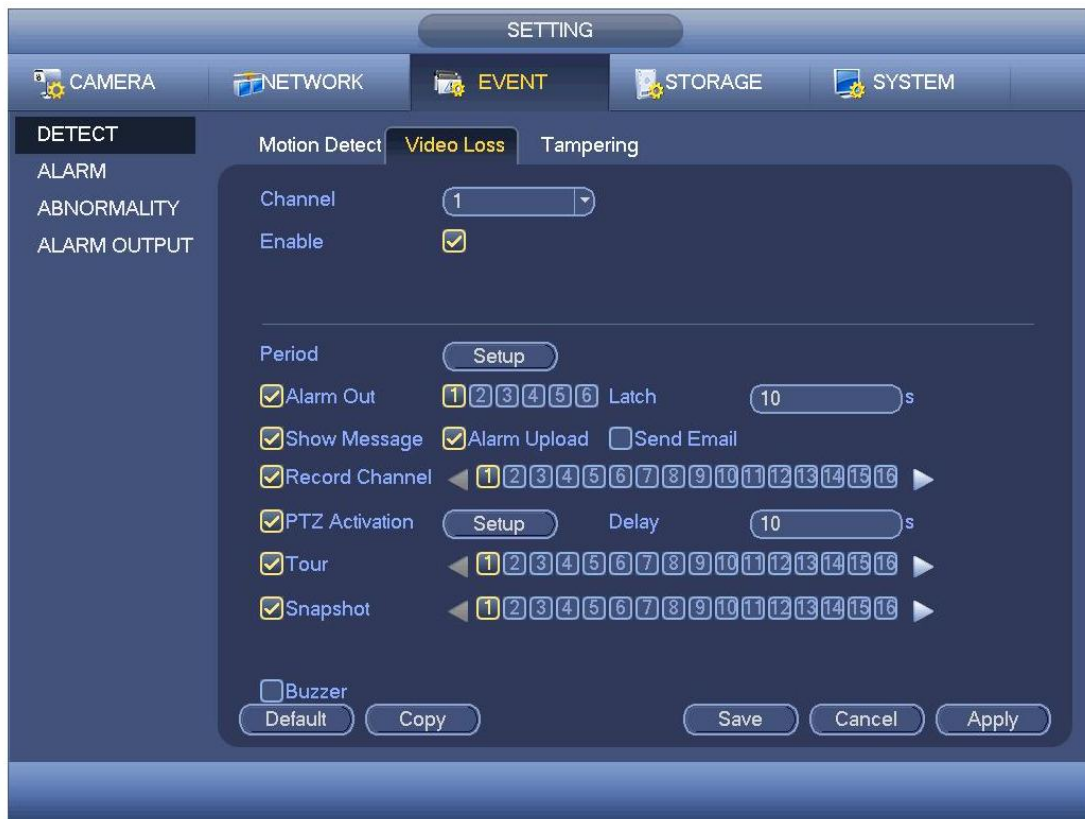 SETTING
CAMERA NETWORK EVENT STORAGE SYSTEM
DETECT
ALARM
ABNORMALITY
ALARM OUTPUT
Motion Detect Video Loss Tampering
Channel 1
Enable
Period Setup
Alarm Out 1 2 3 4 5 6 Latch 10 s
Show Message Alarm Upload Send Email
Record Channel 1 2 3 4 5 6 7 8 9 10 11 12 13 14 15 16
PTZ Activation Setup Delay 10 s
Tour 1 2 3 4 5 6 7 8 9 10 11 12 13 14 15 16
Snapshot 1 2 3 4 5 6 7 8 9 10 11 12 13 14 15 16
Buzzer
Default Copy Save Cancel Apply